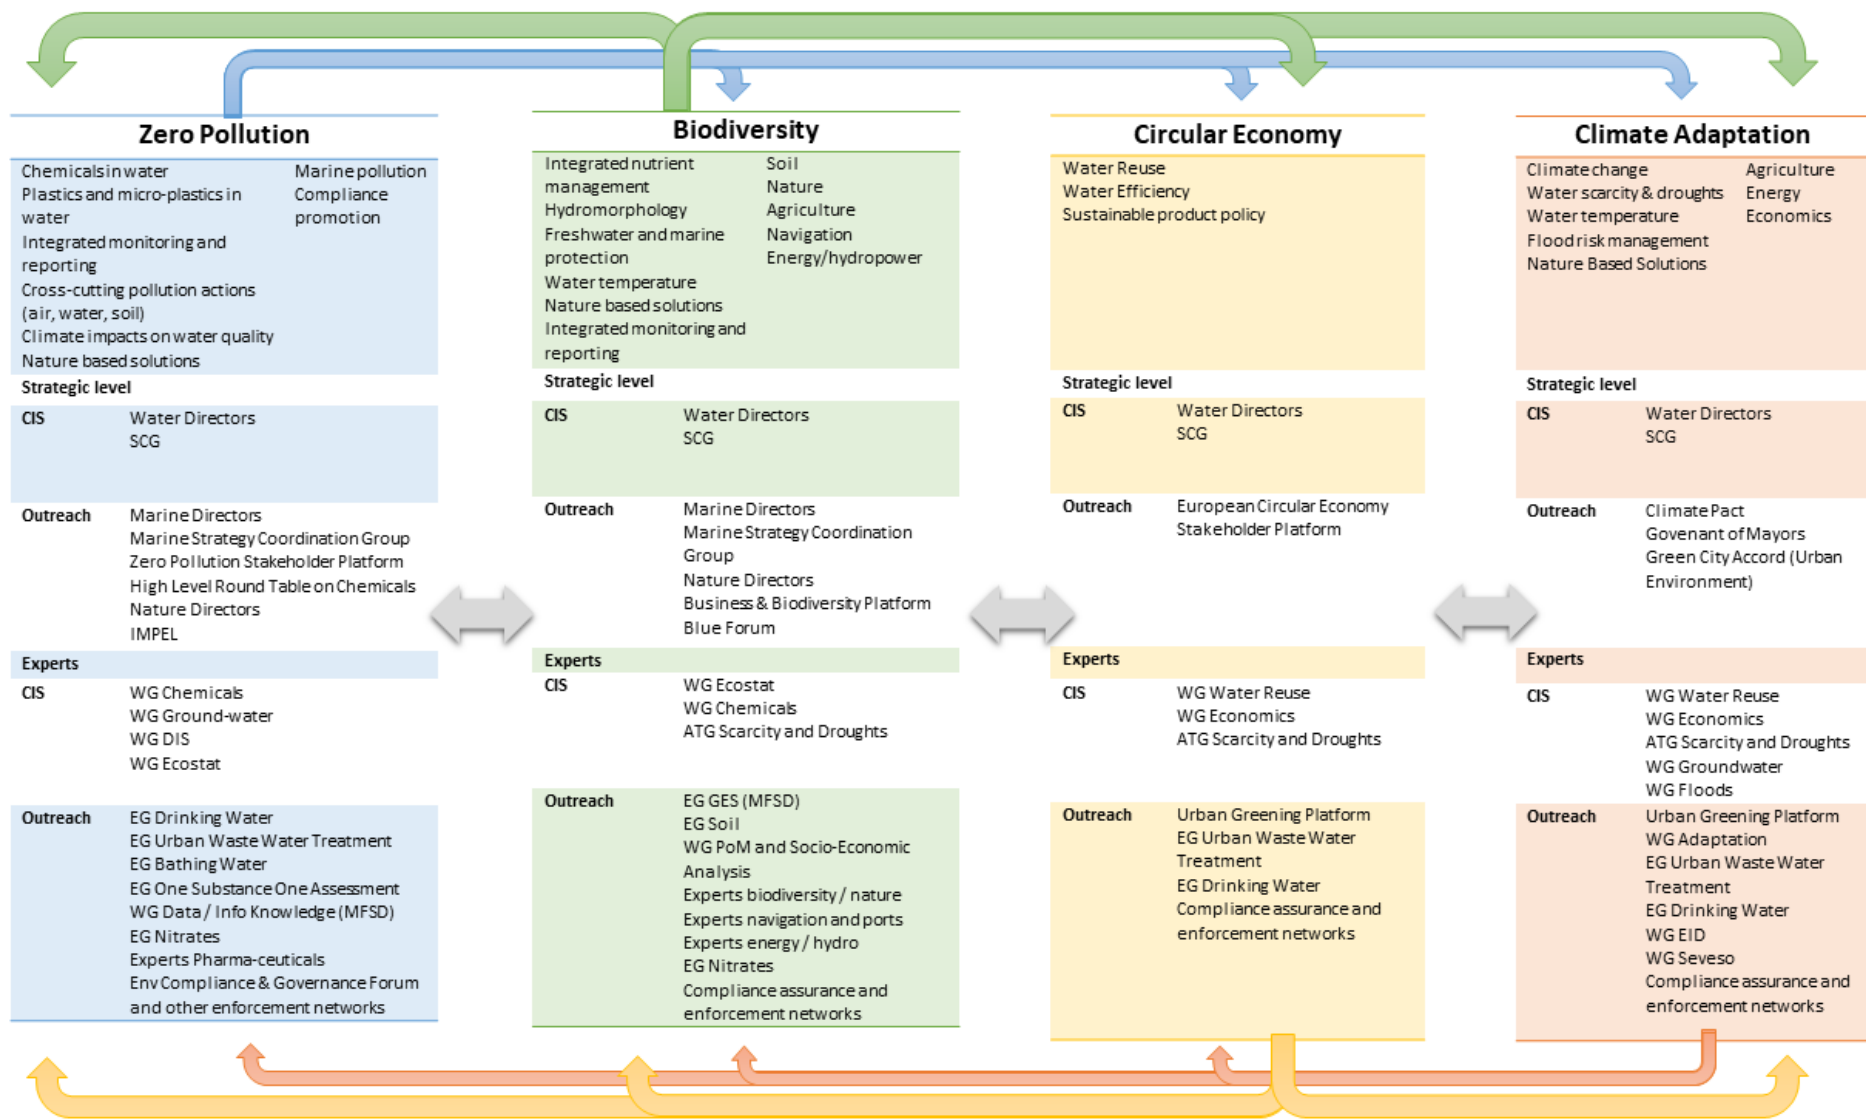 Zero Pollution
Chemicals in water
Plastics and micro-plastics in
water
Integrated monitoring and
reporting
Cross-cutting pollution actions
(air, water, soil)
Climate impacts on water quality
Nature based solutions
Marine pollution
Compliance
promotion
Strategic level
CIS
Water Directors
SCG
Outreach
Marine Directors
Marine Strategy Coordination Group
Zero Pollution Stakeholder Platform
High Level Round Table on Chemicals
Nature Directors
IMPEL
Experts
CIS
WG Chemicals
WG Ground-water
WG DIS
WG Ecostat
Outreach
EG Drinking Water
EG Urban Waste Water Treatment
EG Bathing Water
EG One Substance One Assessment
WG Data / Info Knowledge (MFSD)
EG Nitrates
Experts Pharma-ceuticals
Env Compliance & Governance Forum
and other enforcement networks
Biodiversity
Integrated nutrient
management
Hydromorphology
Freshwater and marine
protection
Water temperature
Nature based solutions
Integrated monitoring and
reporting
Soil
Nature
Agriculture
Navigation
Energy/hydropower
Strategic level
CIS
Water Directors
SCG
Outreach
Marine Directors
Marine Strategy Coordination
Group
Nature Directors
Business & Biodiversity Platform
Blue Forum
Experts
CIS
WG Ecostat
WG Chemicals
ATG Scarcity and Droughts
Outreach
EG GES (MFSD)
EG Soil
WG PoM and Socio-Economic
Analysis
Experts biodiversity / nature
Experts navigation and ports
Experts energy / hydro
EG Nitrates
Compliance assurance and
enforcement networks
Circular Economy
Water Reuse
Water Efficiency
Sustainable product policy
Strategic level
CIS
Water Directors
SCG
Outreach
European Circular Economy
Stakeholder Platform
Experts
CIS
WG Water Reuse
WG Economics
ATG Scarcity and Droughts
Outreach
Urban Greening Platform
EG Urban Waste Water
Treatment
EG Drinking Water
Compliance assurance and
enforcement networks
Climate Adaptation
Climate change
Water scarcity & droughts
Water temperature
Flood risk management
Nature Based Solutions
Agriculture
Energy
Economics
Strategic level
CIS
Water Directors
SCG
Outreach
Climate Pact
Govenant of Mayors
Green City Accord (Urban
Environment)
Experts
CIS
WG Water Reuse
WG Economics
ATG Scarcity and Droughts
WG Groundwater
WG Floods
Outreach
Urban Greening Platform
WG Adaptation
EG Urban Waste Water
Treatment
EG Drinking Water
WG EID
WG Seveso
Compliance assurance and
enforcement networks